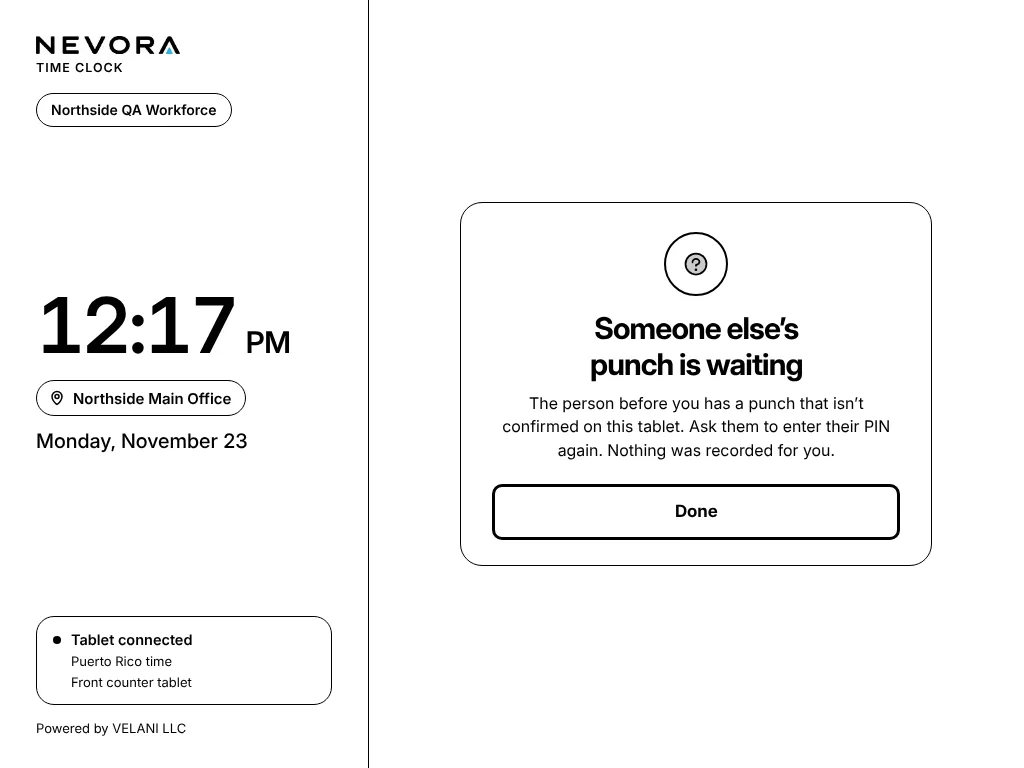 NEVORA
TIME CLOCK
Northside QA Workforce
12:17 PM
Northside Main Office
Monday, November 23
Tablet connected
Puerto Rico time
Front counter tablet
Powered by VELANI LLC
?
Someone else’s
punch is waiting
The person before you has a punch that isn’t
confirmed on this tablet. Ask them to enter their PIN
again. Nothing was recorded for you.
Done